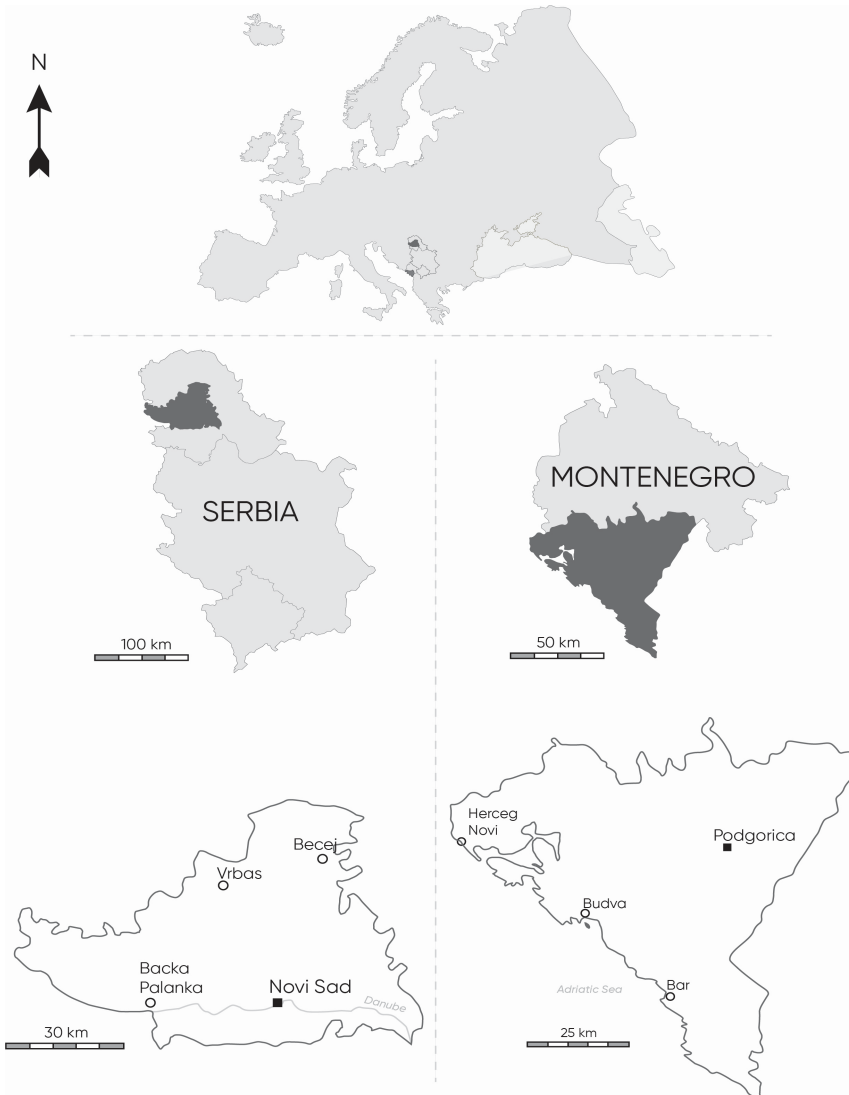 N
SERBIA
100 km
MONTENEGRO
50 km
Becej
Vrbas
Backa
Palanka
Novi Sad
Danube
30 km
Herceg
Novi
Podgorica
Budva
Adriatic Sea
Bar
25 km